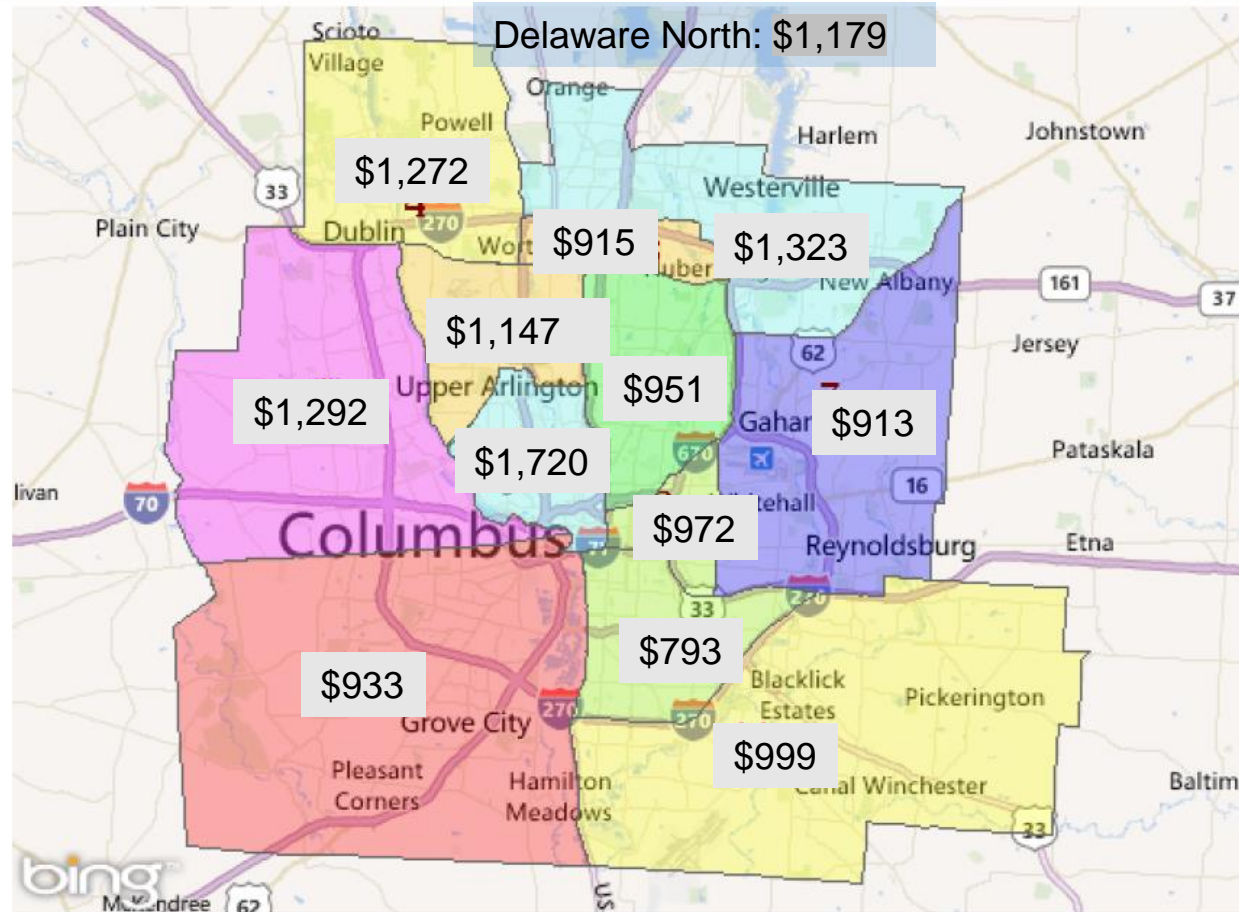 Delaware North: $1,179
Scioto
Village
Orange
Powell
Harlem
Johnstown
$1,272
33
Westerville
4
270
Plain City
Dublin
$915
$1,323
New Albany
161
37
$1,147
62
Jersey
Upper Arlington
$951
$1,292
$913
670
Pataskala
$1,720
16
70
Columbus
$972
Reynoldsburg
Etna
33
$793
$933
Blacklick
Estates
Pickerington
270
270
Grove City
$999
Pleasant
Corners
Hamilton
Meadows
Canal Winchester
33
bing
62
US